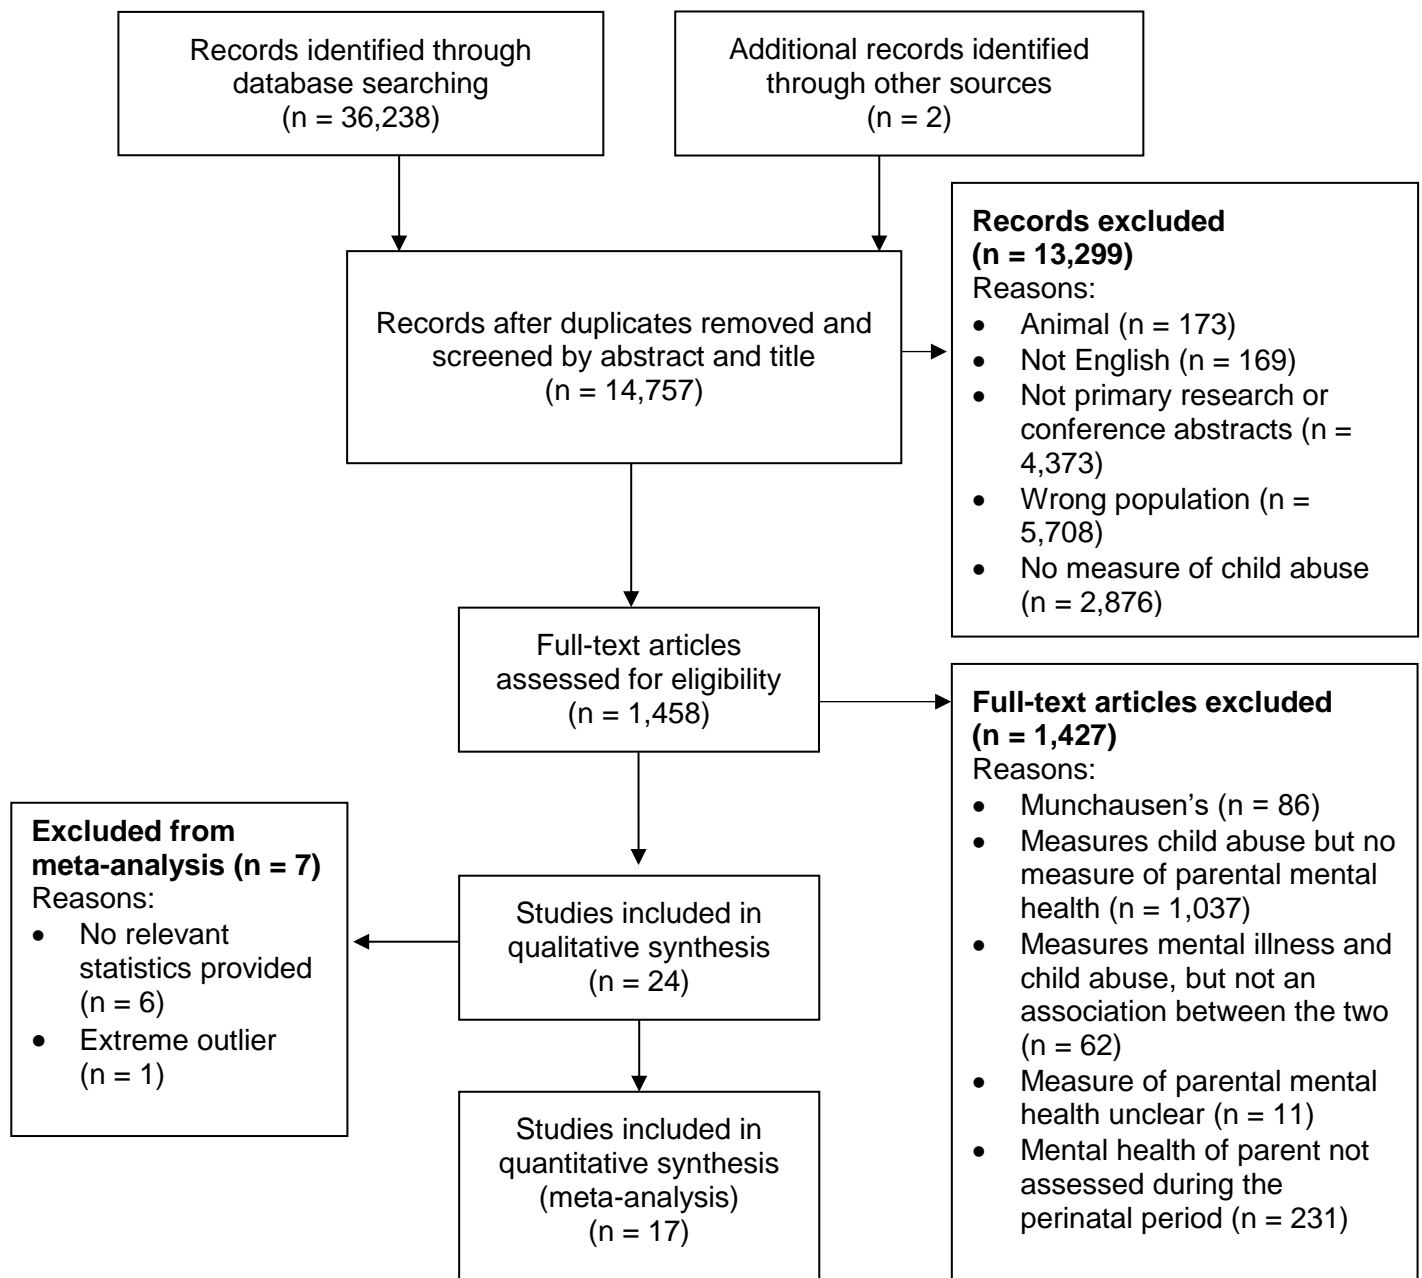 Records identified through
database searching
(n = 36,238)
Additional records identified
through other sources
(n = 2)
Records excluded
(n = 13,299)
Reasons:
• Animal (n = 173)
• Not English (n = 169)
• Not primary research or
conference abstracts (n =
4,373)
• Wrong population (n =
5,708)
• No measure of child abuse
(n = 2,876)
Records after duplicates removed and
screened by abstract and title
(n = 14,757)
Full-text articles
assessed for eligibility
(n = 1,458)
Full-text articles excluded
(n = 1,427)
Reasons:
• Munchausen’s (n = 86)
• Measures child abuse but no
measure of parental mental
health (n = 1,037)
• Measures mental illness and
child abuse, but not an
association between the two
(n = 62)
• Measure of parental mental
health unclear (n = 11)
• Mental health of parent not
assessed during the
perinatal period (n = 231)
Excluded from
meta-analysis (n = 7)
Reasons:
• No relevant
statistics provided
(n = 6)
• Extreme outlier
(n = 1)
Studies included in
qualitative synthesis
(n = 24)
Studies included in
quantitative synthesis
(meta-analysis)
(n = 17)